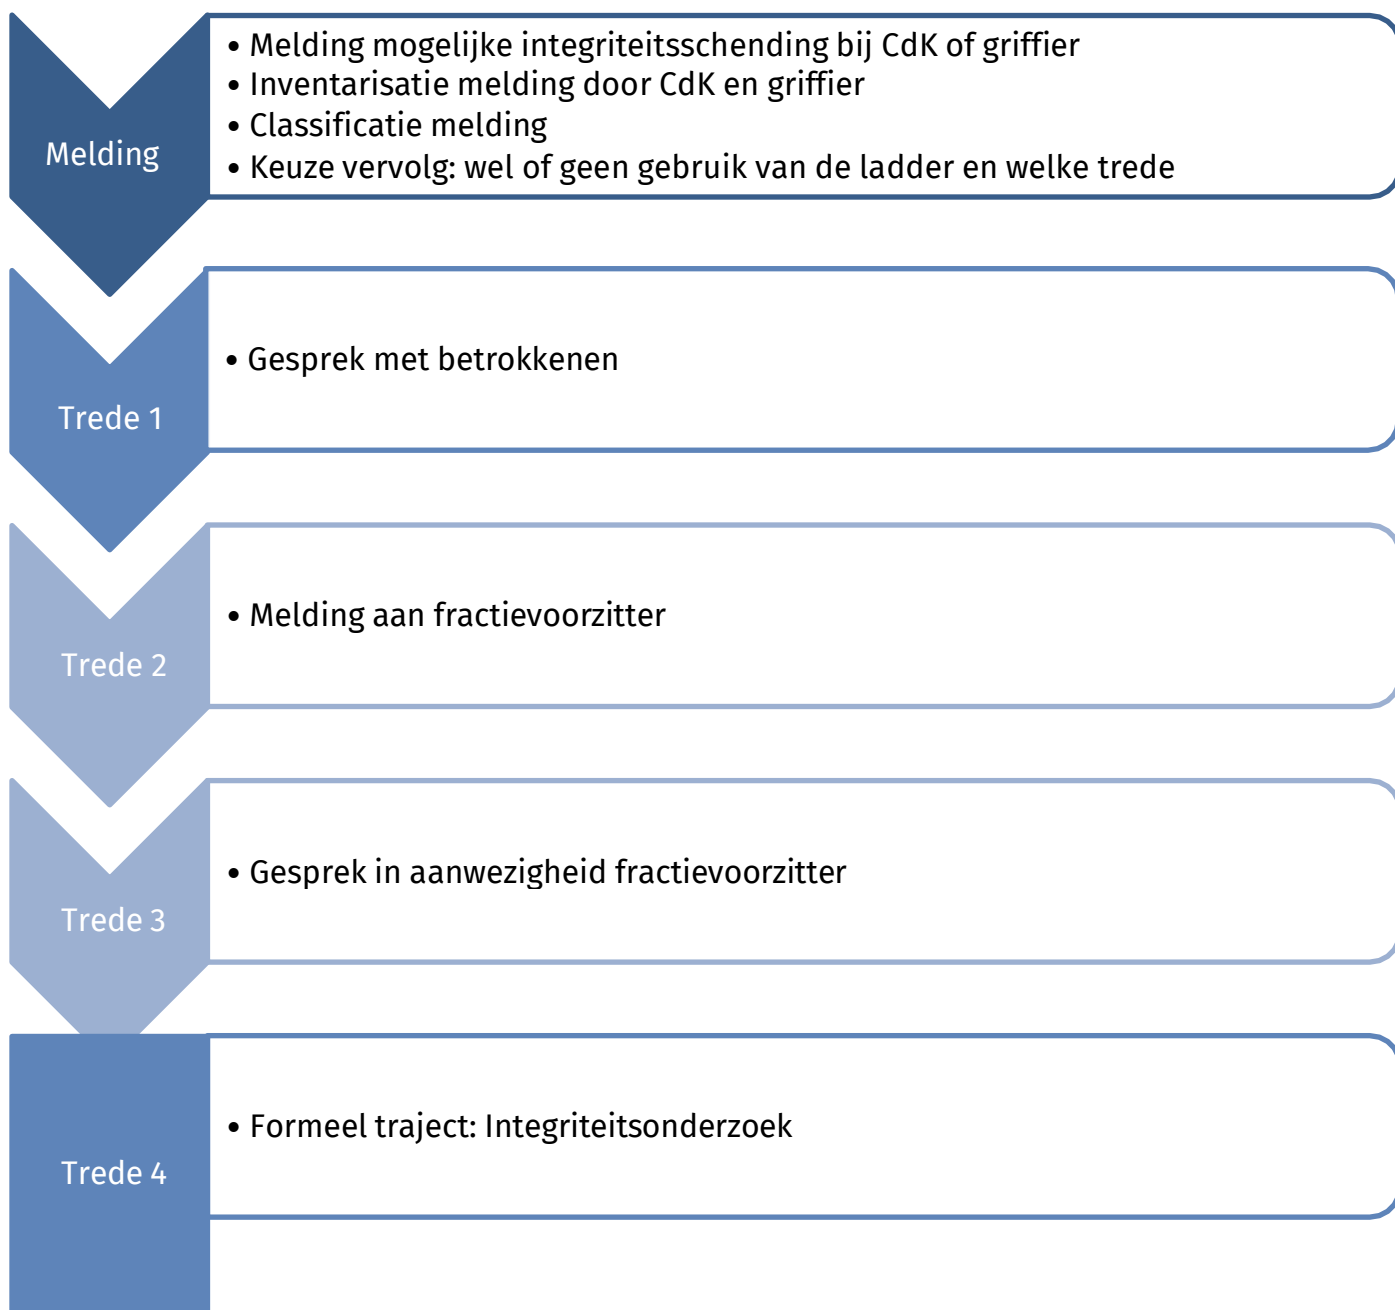 Melding
• Melding mogelijke integriteitsschending bij CdK of griffier
• Inventarisatie melding door CdK en griffier
• Classificatie melding
• Keuze vervolg: wel of geen gebruik van de ladder en welke trede
Trede 1
• Gesprek met betrokkenen
Trede 2
• Melding aan fractievoorzitter
Trede 3
• Gesprek in aanwezigheid fractievoorzitter
Trede 4
• Formeel traject: Integriteitsonderzoek